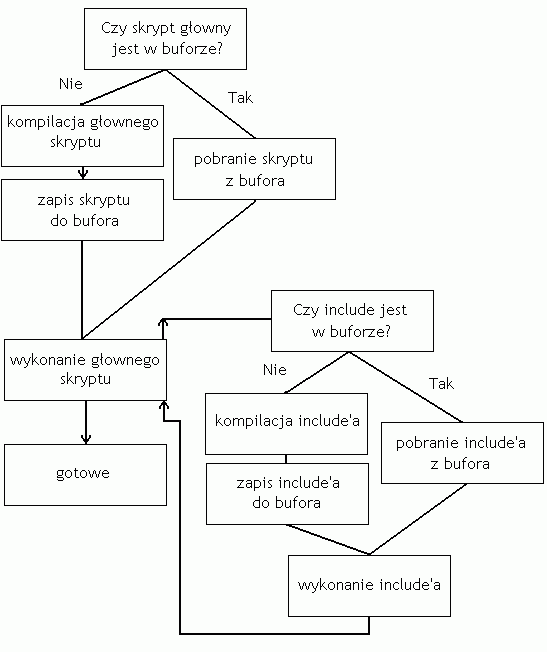 Czy skrypt głowny
jest w buforze?
Nie
Tak
kompilacja głownego
skryptu
pobranie skryptu
z bufora
zapis skryptu
do bufora
Czy include jest
w buforze?
wykonanie głownego
skryptu
Nie
Tak
kompilacja include'a
pobranie include'a
z bufora
gotowe
zapis include'a
do bufora
wykonanie include'a